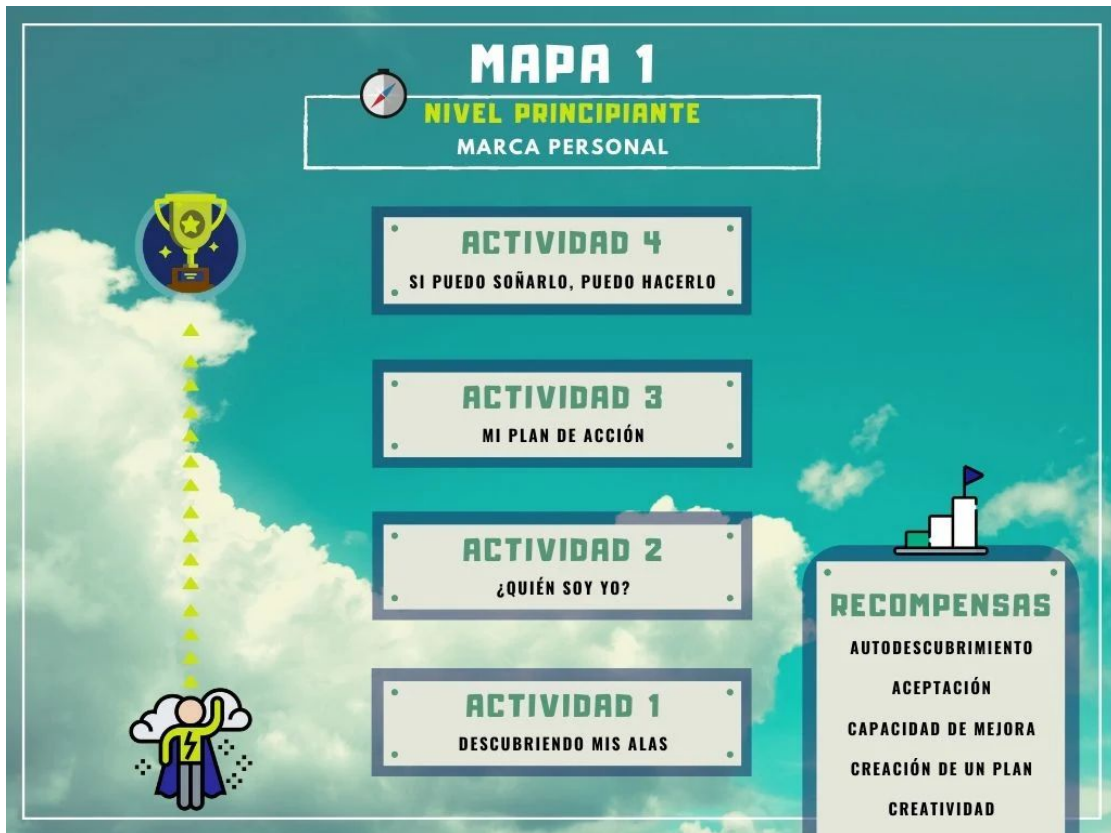 MAPA 1
NIVEL PRINCIPIANTE
MARCA PERSONAL
ACTIVIDAD 4
SI PUEDO SOÑARLO, PUEDO HACERLO
ACTIVIDAD 3
MI PLAN DE ACCIÓN
ACTIVIDAD 2
¿QUIÉN SOY YO?
ACTIVIDAD 1
DESCUBRIENDO MIS ALAS
RECOMPENSAS
AUTODESCUBRIMIENTO
ACEPTACIÓN
CAPACIDAD DE MEJORA
CREACIÓN DE UN PLAN
CREATIVIDAD